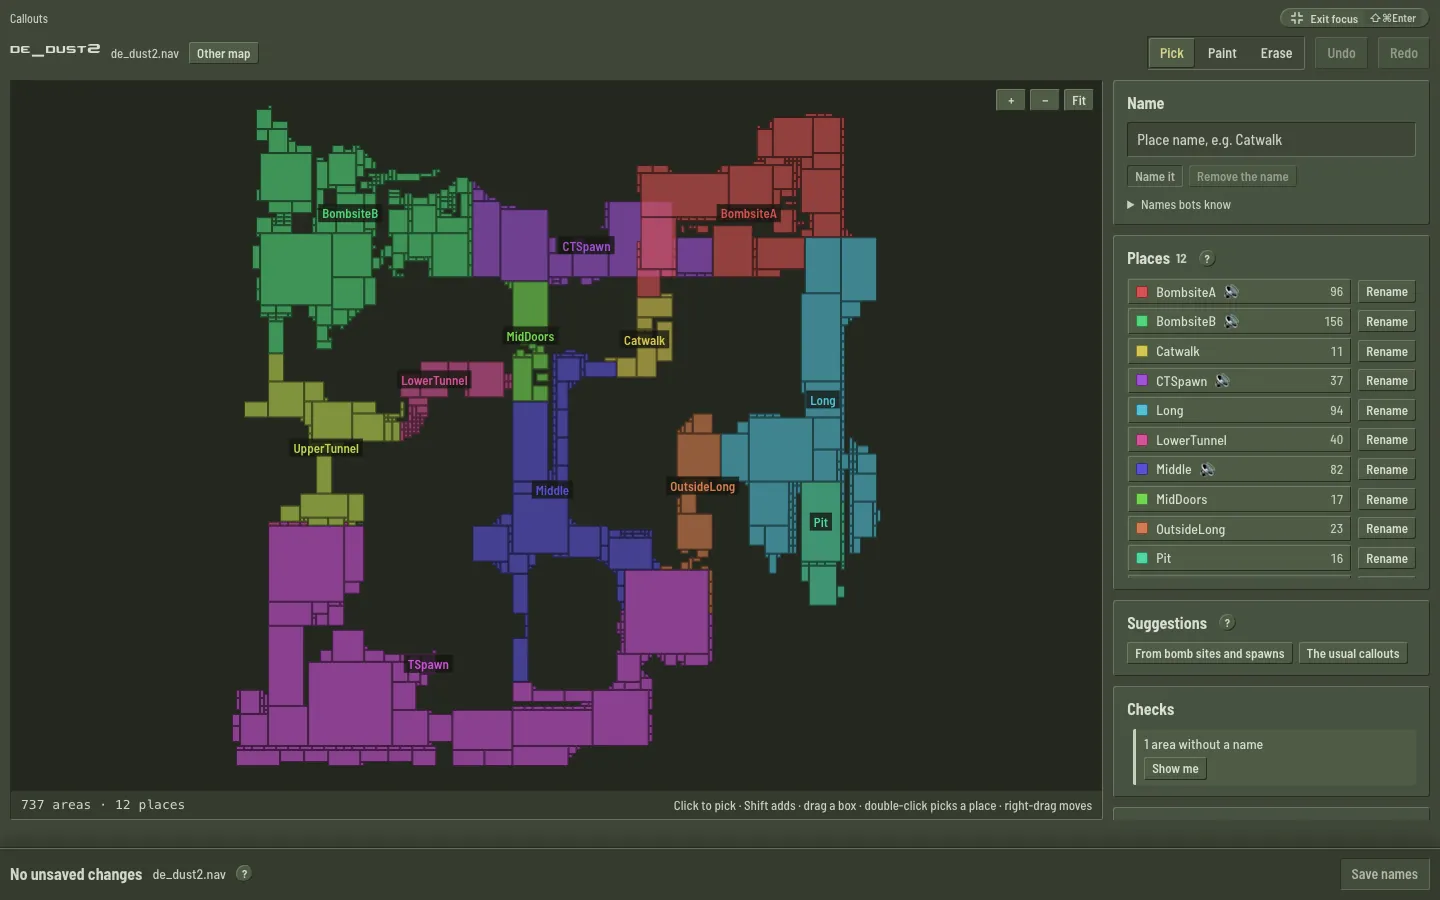 Callouts
Exit focus ⇧⌘Enter
DE_DUST2 de_dust2.nav Other map
Pick Paint Erase Undo Redo
+ − Fit
BombsiteB
BombsiteA
CTSpawn
MidDoors
Catwalk
LowerTunnel
Long
UpperTunnel
OutsideLong
Middle
Pit
TSpawn
737 areas · 12 places
Click to pick · Shift adds · drag a box · double-click picks a place · right-drag moves
Name
Place name, e.g. Catwalk
Name it Remove the name
▶ Names bots know
Places 12 ?
BombsiteA 96 Rename
BombsiteB 156 Rename
Catwalk 11 Rename
CTSpawn 37 Rename
Long 94 Rename
LowerTunnel 40 Rename
Middle 82 Rename
MidDoors 17 Rename
OutsideLong 23 Rename
Pit 16 Rename
Suggestions ?
From bomb sites and spawns The usual callouts
Checks
1 area without a name
Show me
No unsaved changes de_dust2.nav ?
Save names